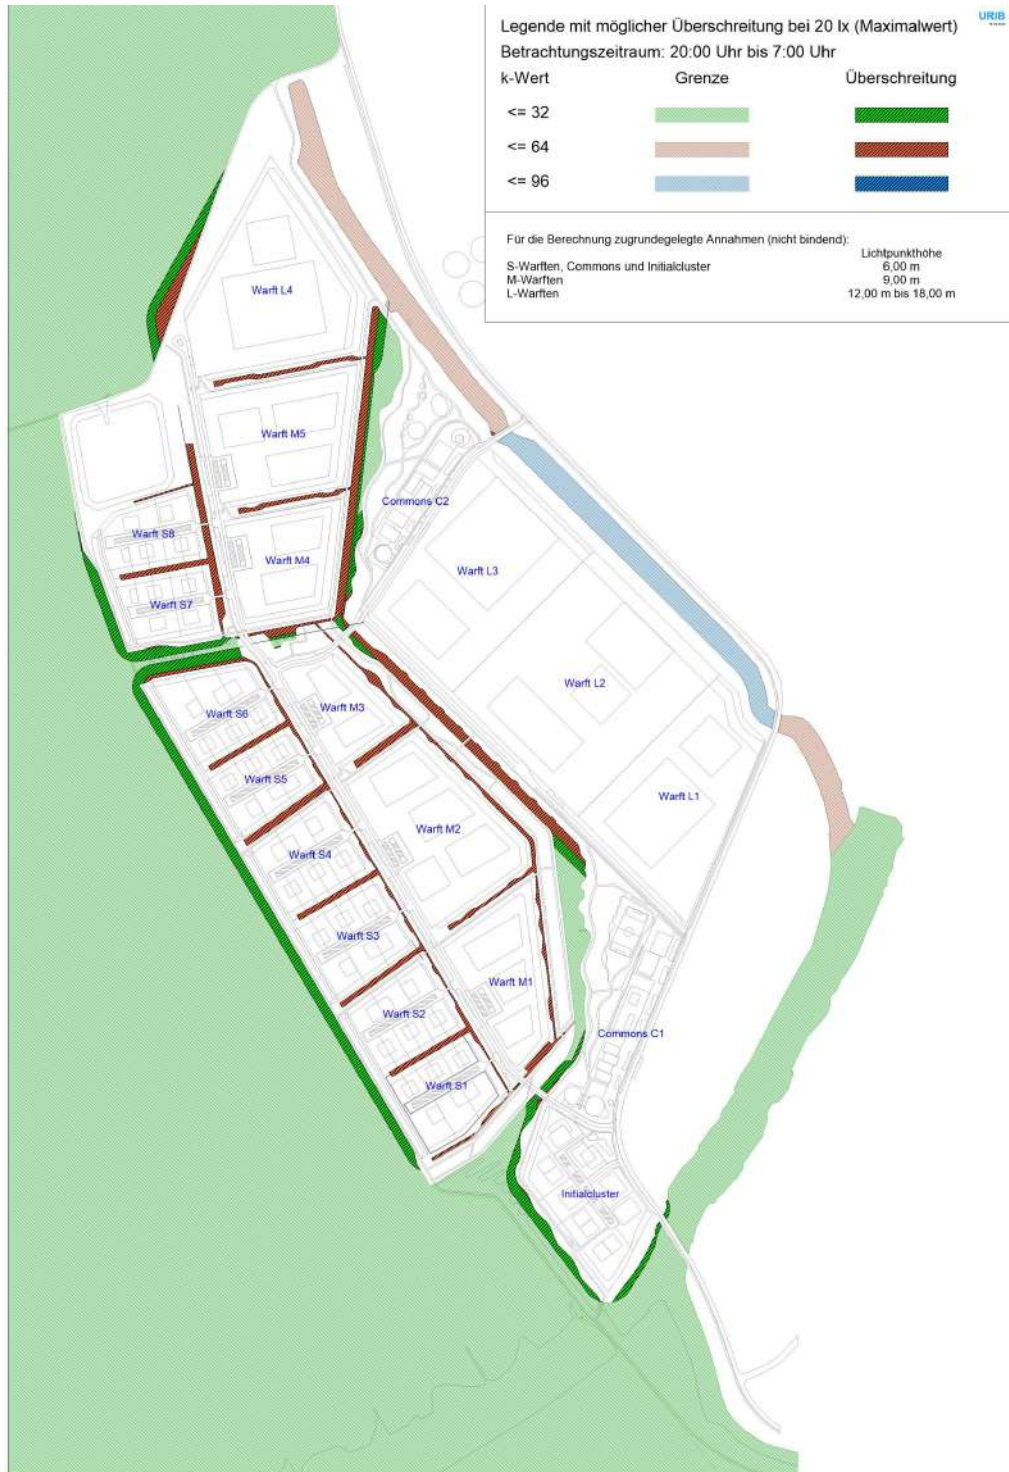 URIB
Legende mit möglicher Überschreitung bei 20 lx (Maximalwert)
Betrachtungszeitraum: 20:00 Uhr bis 7:00 Uhr
k-Wert Grenze Überschreitung
<= 32
<= 64
<= 96
Für die Berechnung zugrundegelegte Annahmen (nicht bindend):
Lichtpunkthöhe
S-Warften, Commons und Initialcluster 6,00 m
M-Warften 9,00 m
L-Warften 12,00 m bis 18,00 m
Warft L4
Warft M5
Commons C2
Warft S8
Warft M4
Warft L3
Warft S7
Warft L2
Warft M3
Warft S6
Warft S5
Warft L1
Warft M2
Warft S4
Warft S3
Warft M1
Warft S2
Commons C1
Warft S1
Initialcluster